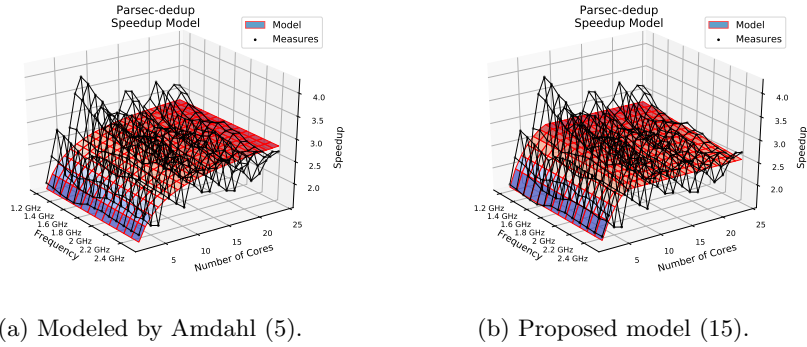 Parsec-dedup
Speedup Model
Model
Measures
4.0
3.5
3.0
2.5
2.0
Speedup
1.2 GHz
1.4 GHz
1.6 GHz
1.8 GHz
2 GHz
2.2 GHz
2.4 GHz
Frequency
5
10
15
20
25
Number of Cores
(a) Modeled by Amdahl (5).
Parsec-dedup
Speedup Model
Model
Measures
4.0
3.5
3.0
2.5
2.0
Speedup
1.2 GHz
1.4 GHz
1.6 GHz
1.8 GHz
2 GHz
2.2 GHz
2.4 GHz
Frequency
5
10
15
20
25
Number of Cores
(b) Proposed model (15).